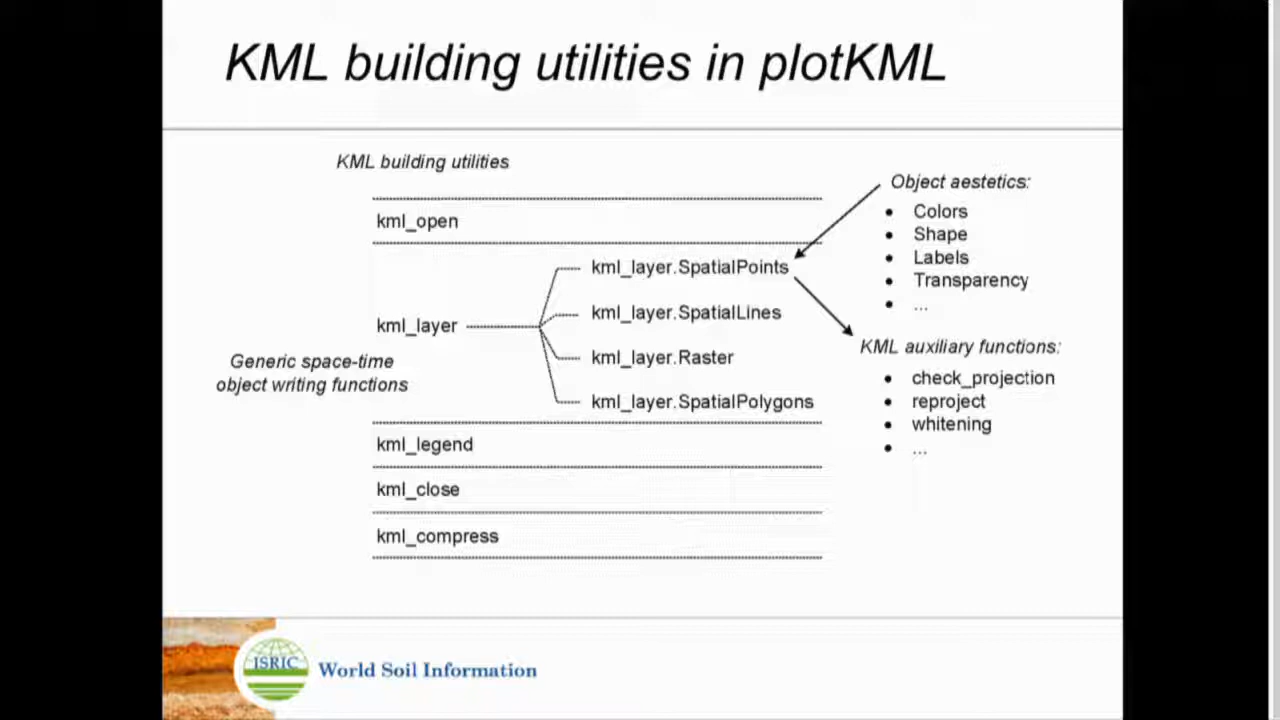 KML building utilities in plotKML
KML building utilities
kml_open
kml_layer
kml_layer.SpatialPoints
kml_layer.SpatialLines
kml_layer.Raster
kml_layer.SpatialPolygons
Generic space-time
object writing functions
kml_legend
kml_close
kml_compress
Object aestetics:
• Colors
• Shape
• Labels
• Transparency
• ...
KML auxiliary functions:
• check_projection
• reproject
• whitening
• ...
ISRIC
World Soil Information